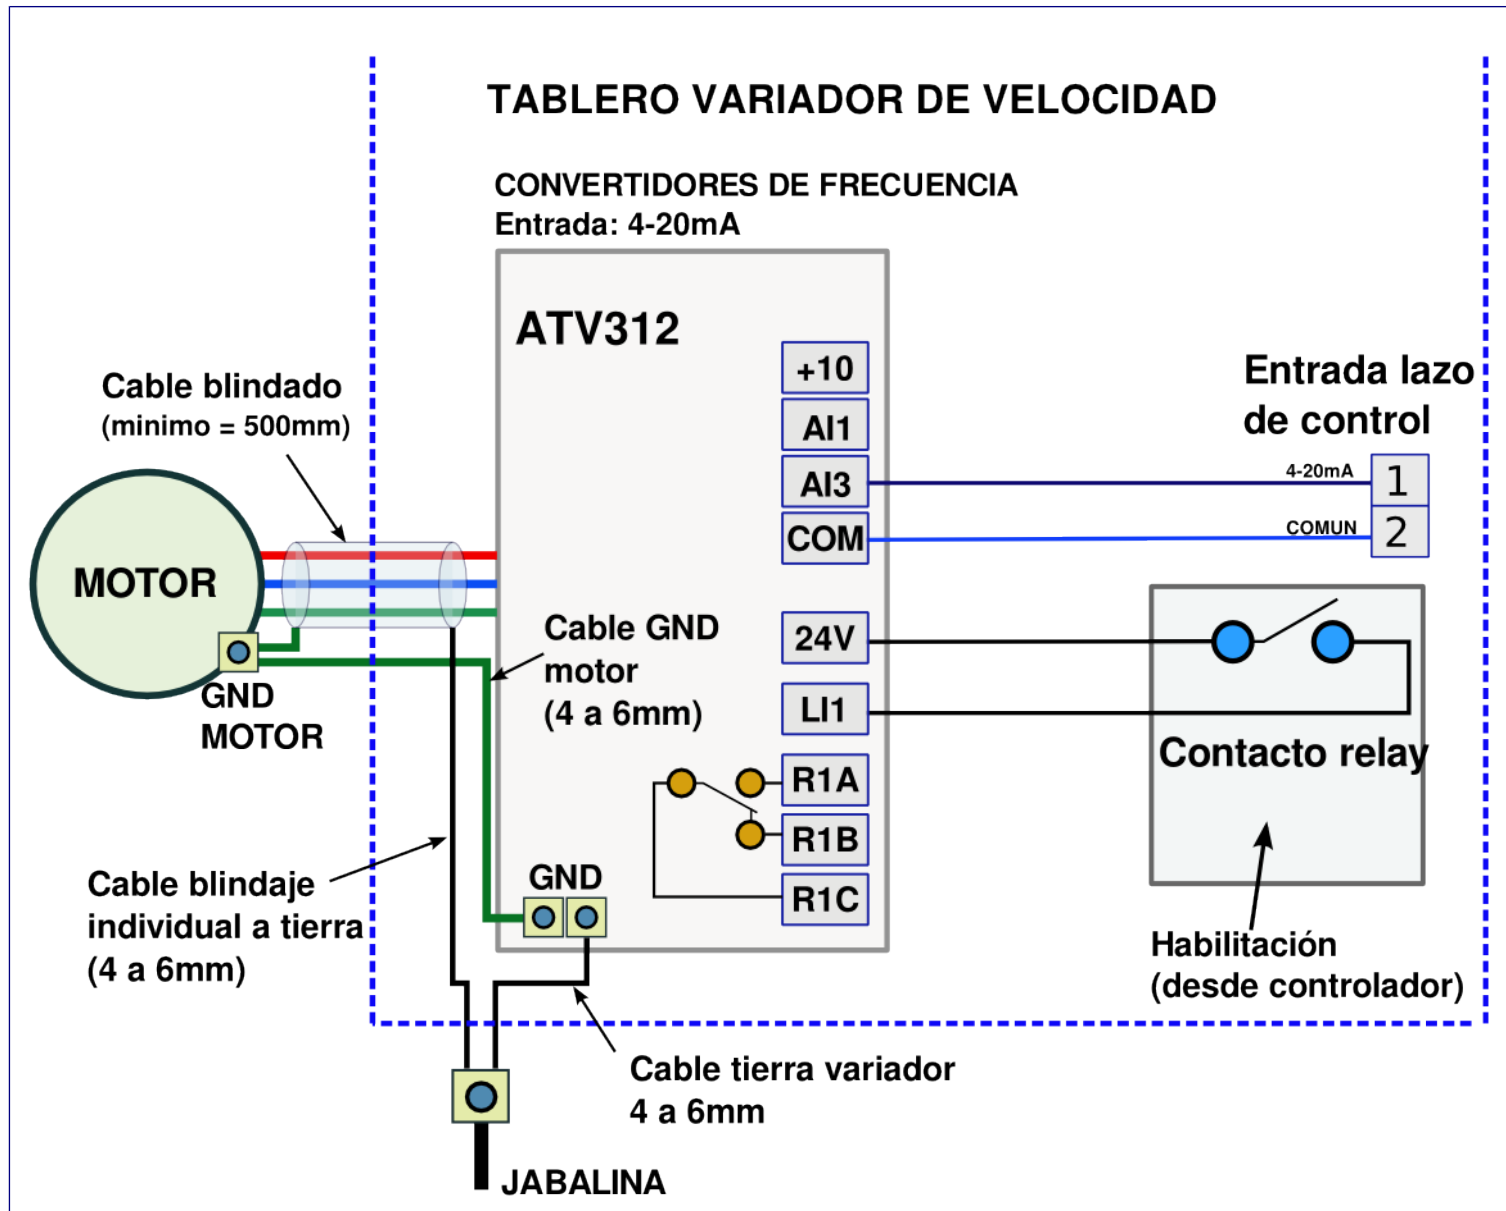 TABLERO VARIADOR DE VELOCIDAD
CONVERTIDORES DE FRECUENCIA
Entrada: 4-20mA
ATV312
+10
AI1
AI3
COM
24V
LI1
R1A
R1B
R1C
Entrada lazo
de control
4-20mA
1
COMUN
2
Cable blindado
(minimo = 500mm)
MOTOR
GND
MOTOR
Cable GND
motor
(4 a 6mm)
Contacto relay
GND
Cable blindaje
individual a tierra
(4 a 6mm)
Habilitación
(desde controlador)
Cable tierra variador
4 a 6mm
JABALINA